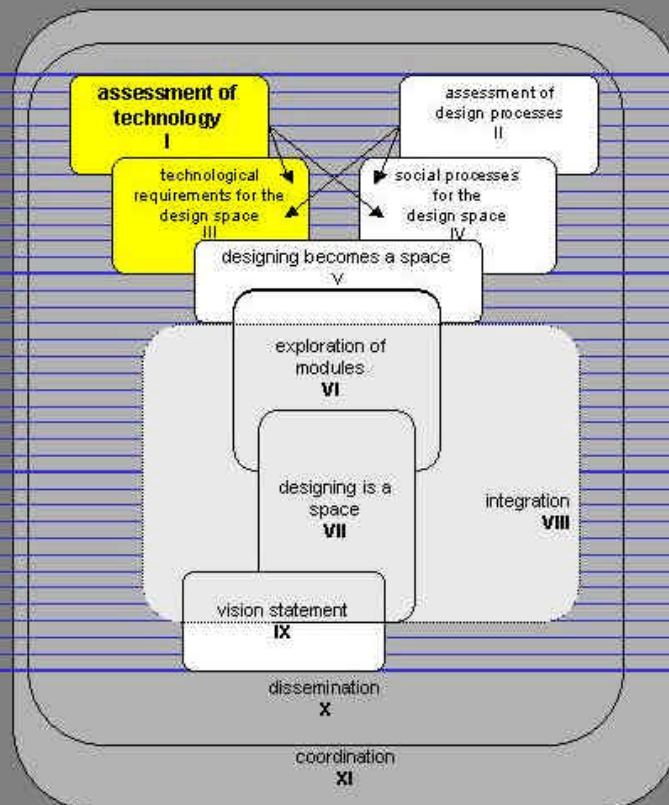 assessment of
technology
I
assessment of
design processes
II
technological
requirements for the
design space
III
social processes
for the
design space
IV
designing becomes a space
V
exploration of
modules
VI
designing is a
space
VII
integration
VIII
vision statement
IX
dissemination
X
coordination
XI